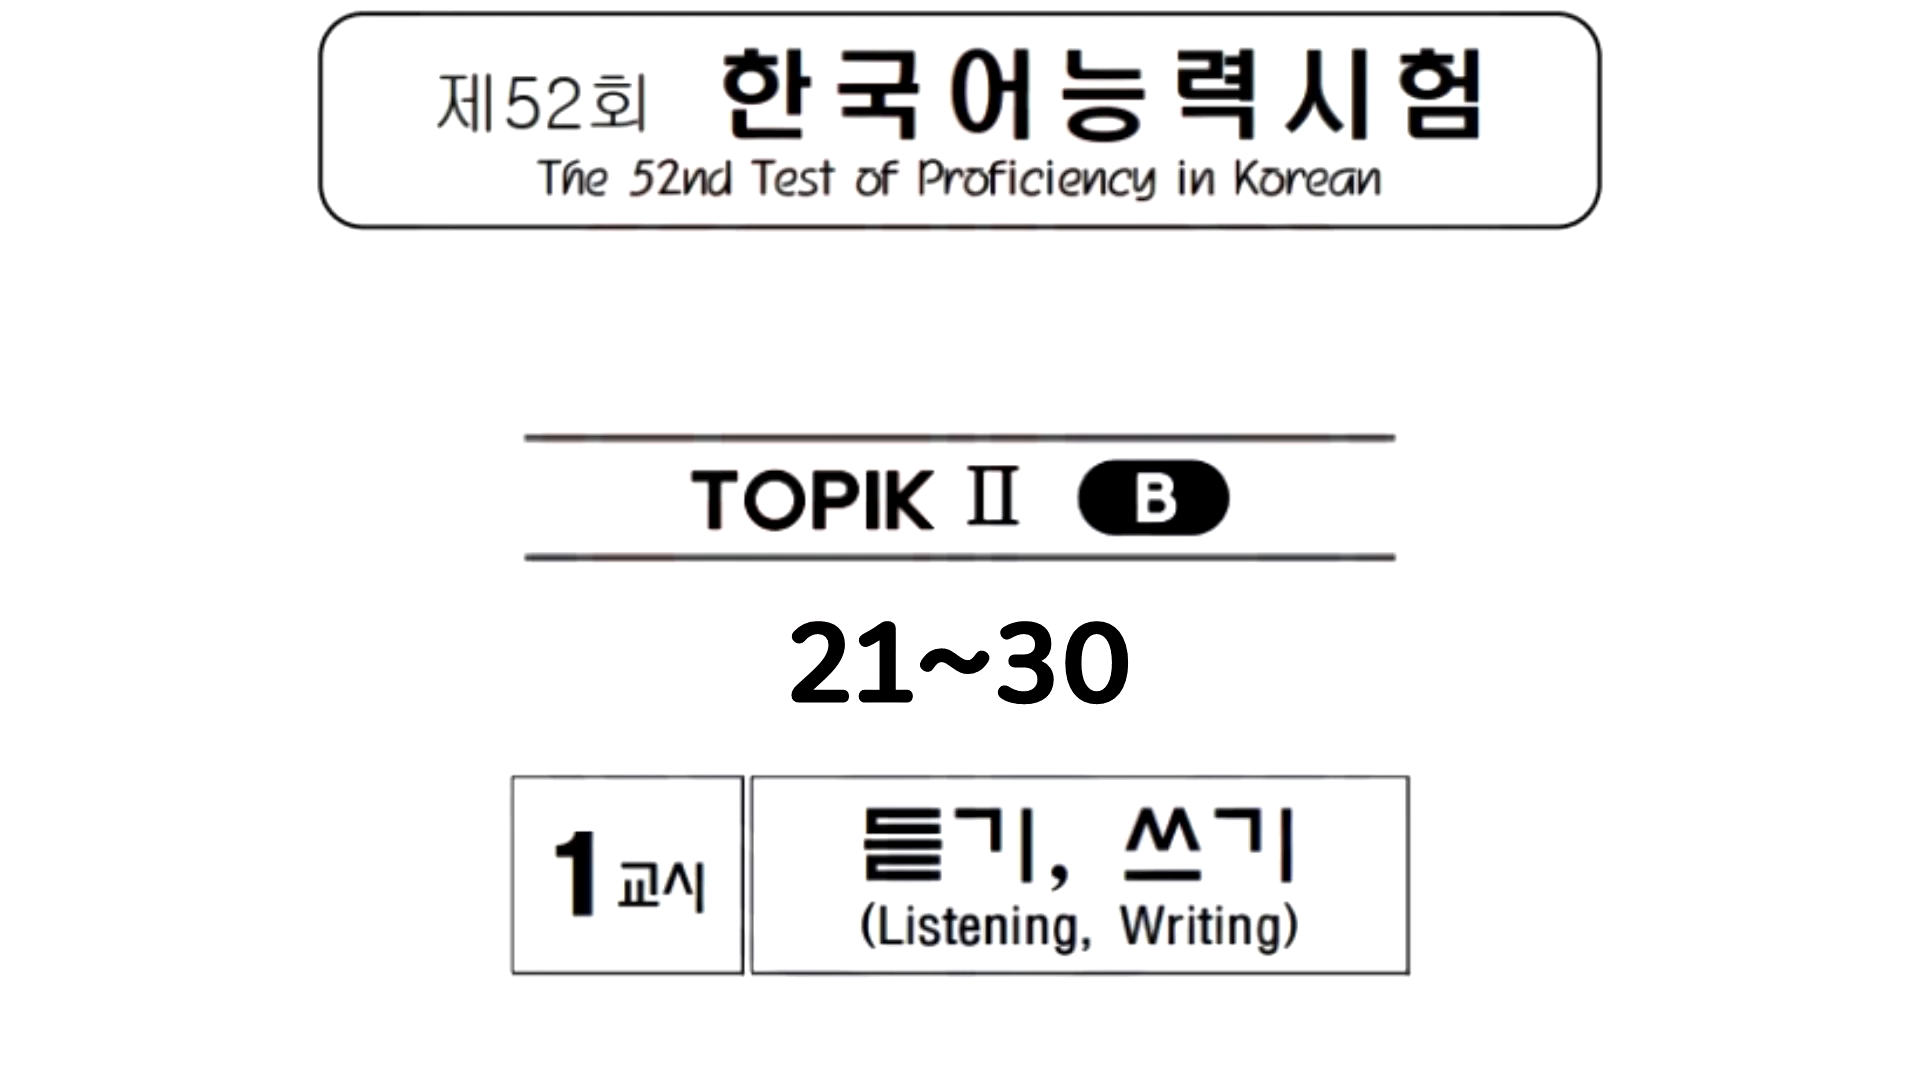 제52회 한국어능력시험
The 52nd Test of Proficiency in Korean
TOPIK Ⅱ B
21~30
1교시
듣기, 쓰기
(Listening, Writing)